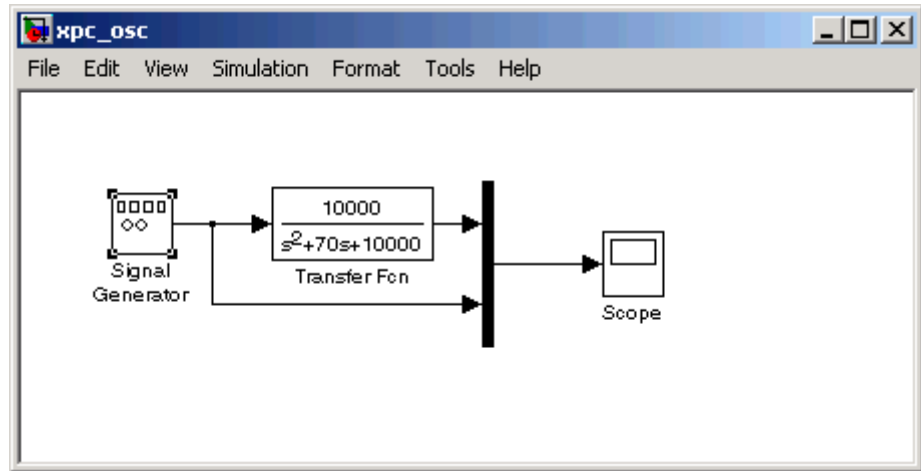 xpc_osc
File Edit View Simulation Format Tools Help
10000
s²+70s+10000
Signal
Generator
Transfer Fcn
Scope